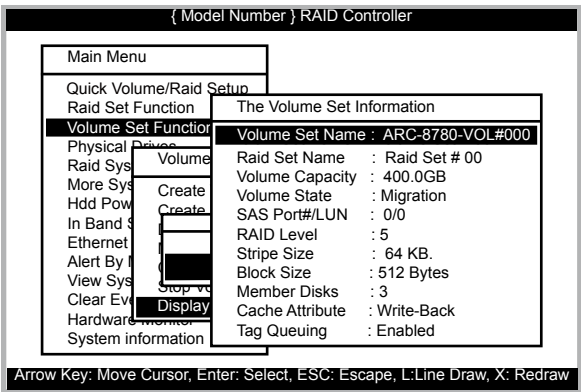 { Model Number } RAID Controller
Main Menu
Quick Volume/Raid Setup
Raid Set Function
Volume Set Function
Physical Drives
Raid Sys
More Sys
Hdd Pow
In Band S
Ethernet
Alert By
View Sys
Clear Eve
Hardware Monitor
System information
Volume
Create
Create
Stop Vo
Display
The Volume Set Information
Volume Set Name : ARC-8780-VOL#000
Raid Set Name : Raid Set # 00
Volume Capacity : 400.0GB
Volume State : Migration
SAS Port#/LUN : 0/0
RAID Level : 5
Stripe Size : 64 KB.
Block Size : 512 Bytes
Member Disks : 3
Cache Attribute : Write-Back
Tag Queuing : Enabled
Arrow Key: Move Cursor, Enter: Select, ESC: Escape, L:Line Draw, X: Redraw